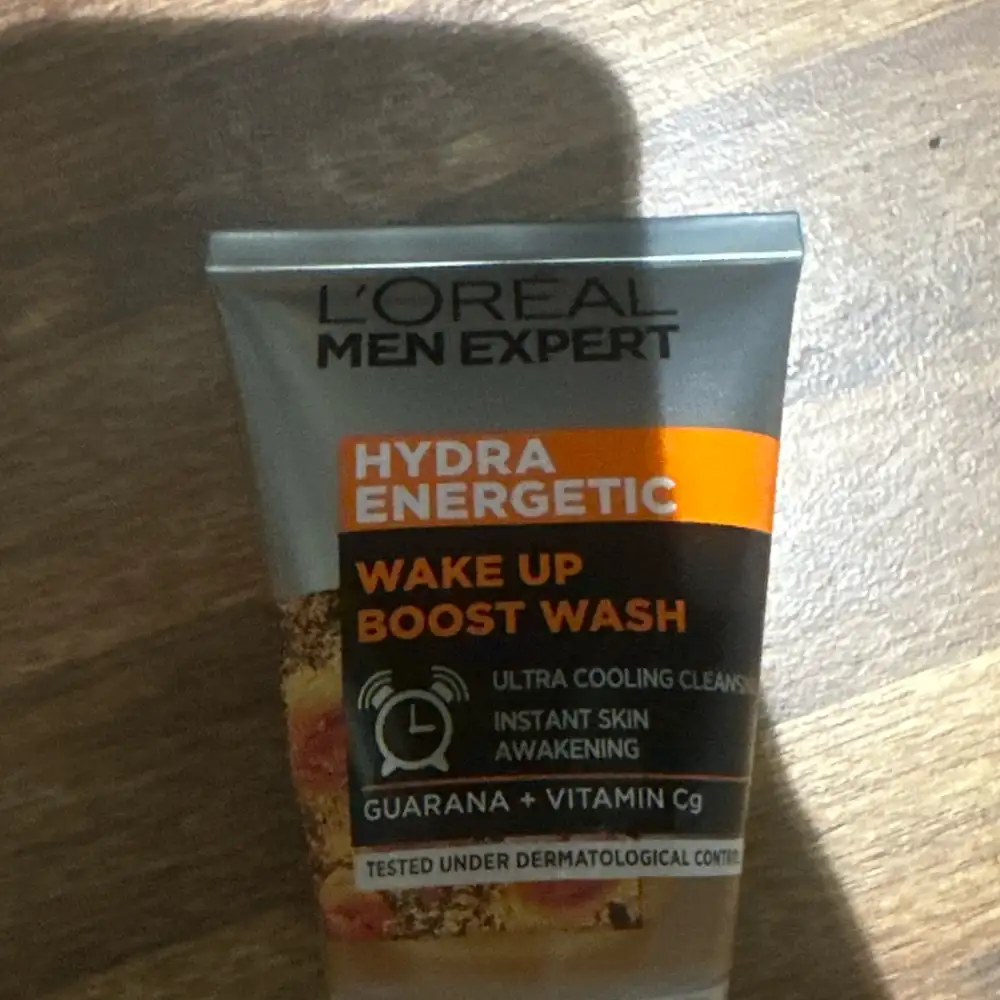 L'ORÉAL
MEN EXPERT
HYDRA
ENERGETIC
WAKE UP
BOOST WASH
ULTRA COOLING
INSTANT SKIN
AWAKENING
GUARANA + VITAMIN Cg
TESTED UNDER DERMATOLOGICAL